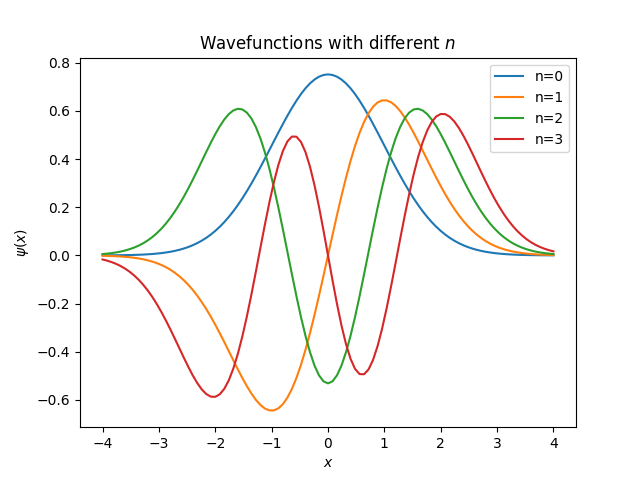 Wavefunctions with different n
ψ(x)
0.8
0.6
0.4
0.2
0.0
−0.2
−0.4
−0.6
n=0
n=1
n=2
n=3
−4 −3 −2 −1 0 1 2 3 4
x